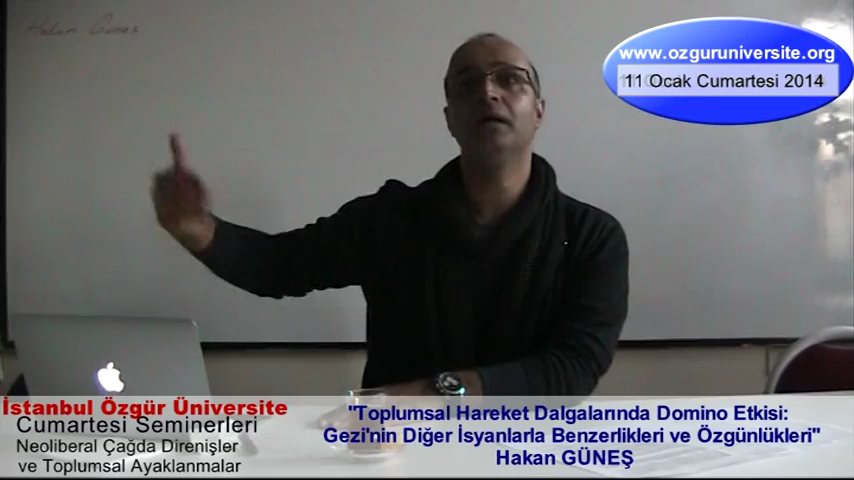 Hakan Güneş
www.ozguruniversite.org
11 Ocak Cumartesi 2014
İstanbul Özgür Üniversite
Cumartesi Seminerleri
Neoliberal Çağda Direnişler
ve Toplumsal Ayaklanmalar
"Toplumsal Hareket Dalgalarında Domino Etkisi:
Gezi'nin Diğer İsyanlarla Benzerlikleri ve Özgünlükleri"
Hakan GÜNEŞ